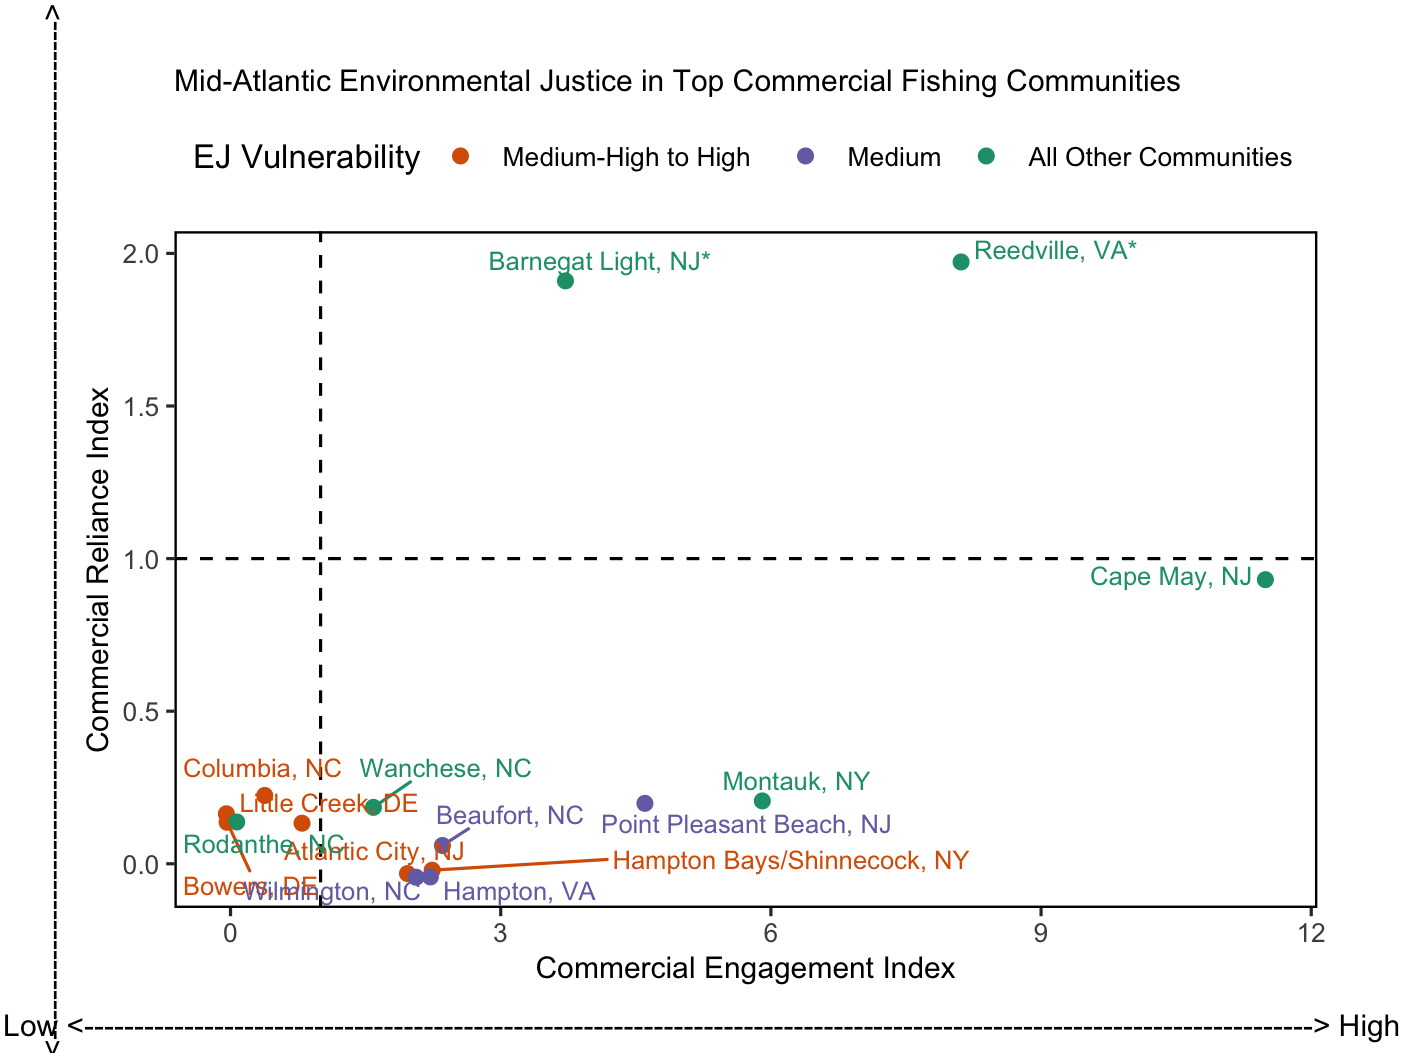 Mid-Atlantic Environmental Justice in Top Commercial Fishing Communities
EJ Vulnerability
Medium-High to High
Medium
All Other Communities
Commercial Reliance Index
2.0
1.5
1.0
0.5
0.0
Barnegat Light, NJ*
Reedville, VA*
Cape May, NJ
Columbia, NC
Wanchese, NC
Montauk, NY
Little Creek, DE
Beaufort, NC
Point Pleasant Beach, NJ
Rodanthe, NC
Atlantic City, NJ
Hampton Bays/Shinnecock, NY
Bowers, DE
Wilmington, NC
Hampton, VA
0
3
6
9
12
Commercial Engagement Index
Low <--------------------------------------------------------------> High